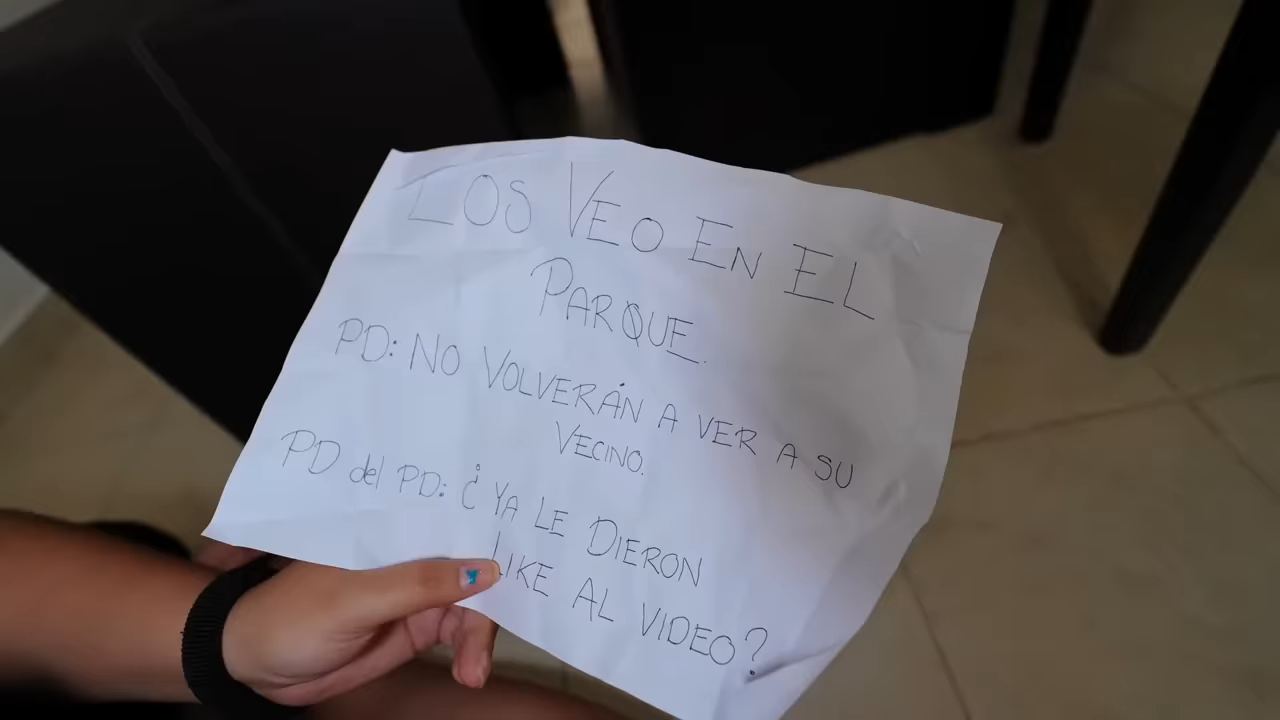 LOS VEO EN EL
PARQUE.
PD: NO VOLVERÁN A VER A SU
VECINO.
PD del PD: ¿YA LE DIERON
LIKE AL VIDEO?